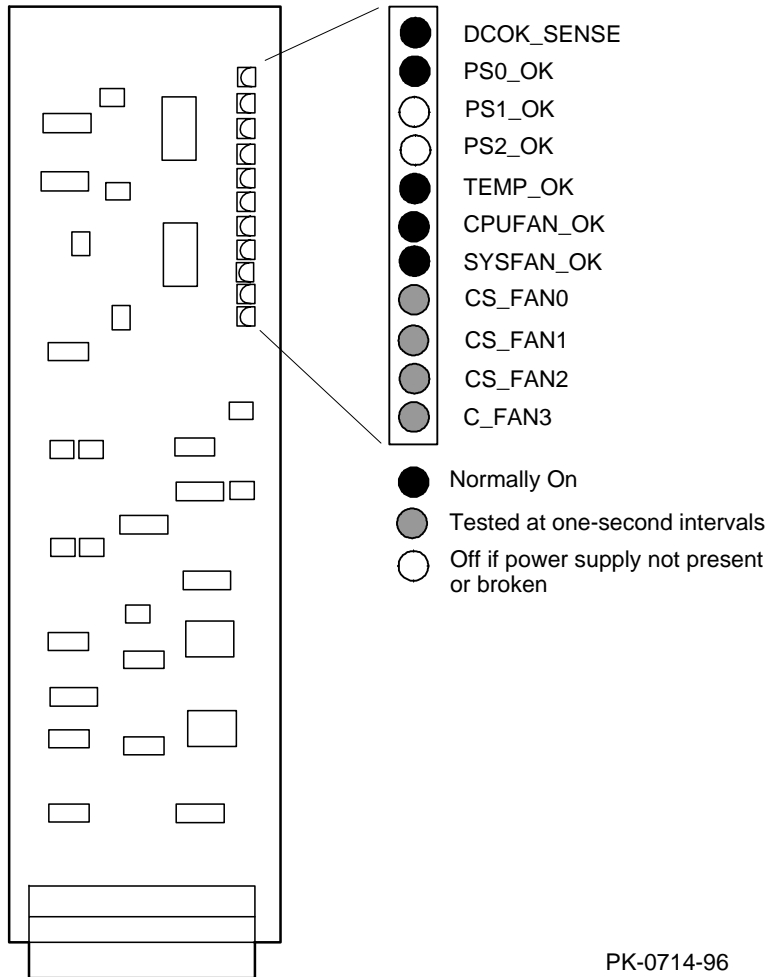 DCOK_SENSE
PS0_OK
PS1_OK
PS2_OK
TEMP_OK
CPUFAN_OK
SYSFAN_OK
CS_FAN0
CS_FAN1
CS_FAN2
C_FAN3
Normally On
Tested at one-second intervals
Off if power supply not present
or broken
PK-0714-96